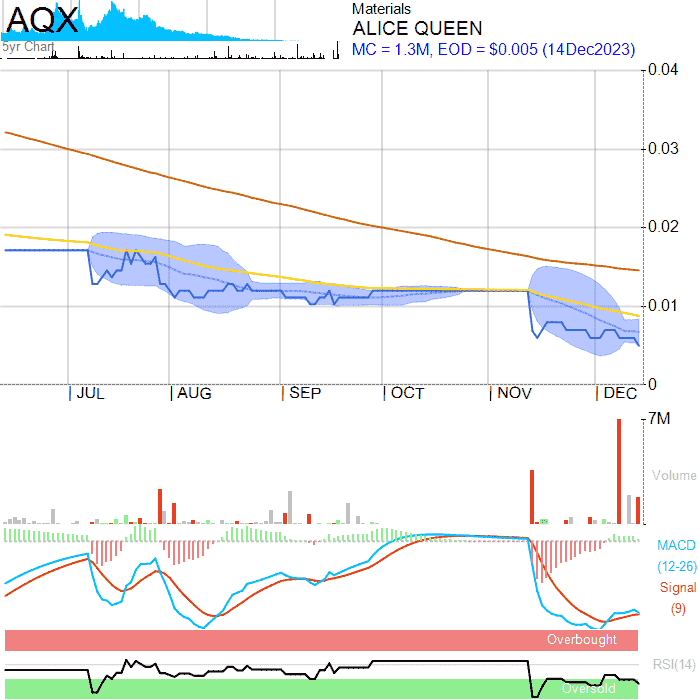 AQX
5yr Chart
Materials
ALICE QUEEN
MC = 1.3M, EOD = $0.005 (14Dec2023)
0.04
0.03
0.02
0.01
0
JUL AUG SEP OCT NOV DEC
7M
Volume
MACD
(12-26)
Signal
(9)
Overbought
RSI(14)
Oversold